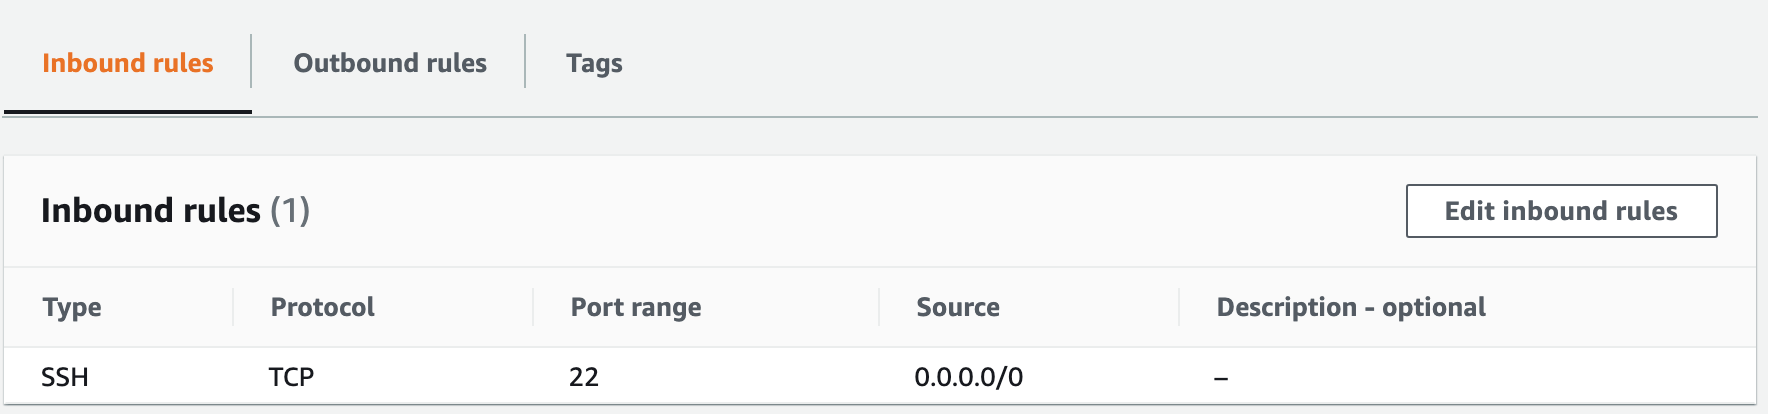 Inbound rules Outbound rules Tags
Inbound rules (1) Edit inbound rules
Type Protocol Port range Source Description - optional
SSH TCP 22 0.0.0.0/0 –